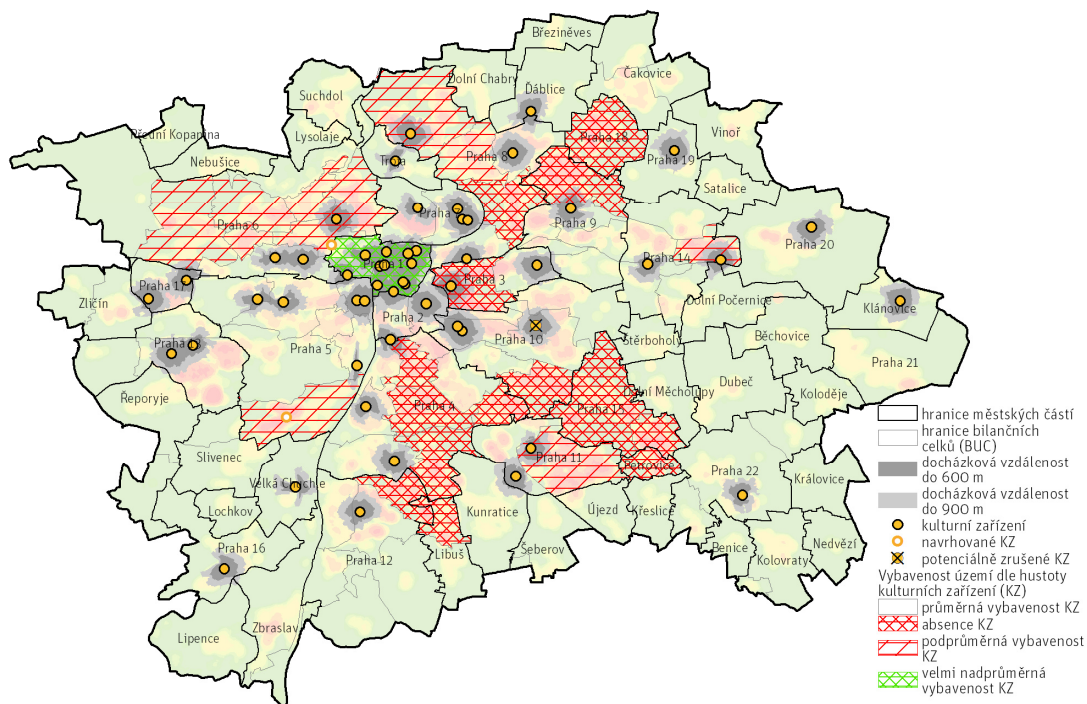 Březiněves
Dolní Chabry
Ďáblice
Čakovice
Suchdol
Přední Kopanina
Lysolaje
Vinoř
Praha 18
Nebušice
Troja
Praha 8
Praha 19
Satalice
Praha 6
Praha 7
Praha 9
Praha 20
Praha 1
Praha 14
Praha 17
Praha 3
Zličín
Dolní Počernice
Klánovice
Praha 2
Praha 5
Praha 10
Štěrboholy
Běchovice
Praha 13
Praha 21
Řeporyje
Dolní Měcholupy
Dubeč
Koloděje
Praha 4
Praha 15
Slivenec
Praha 11
Petrovice
Praha 22
Královice
Velká Chuchle
Lochkov
Kunratice
Újezd
Křeslice
Praha 16
Praha 12
Libuš
Šeberov
Benice
Kolovraty
Nedvězí
Lipence
Zbraslav
hranice městských částí
hranice bilančních
celků (BUC)
docházková vzdálenost
do 600 m
docházková vzdálenost
do 900 m
kulturní zařízení
navrhované KZ
potenciálně zrušené KZ
Vybavenost území dle hustoty
kulturních zařízení (KZ)
průměrná vybavenost KZ
absence KZ
podprůměrná vybavenost
KZ
velmi nadprůměrná
vybavenost KZ